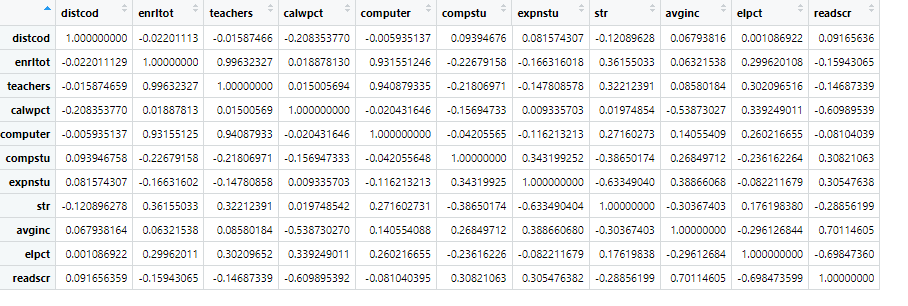 distcod enrltot teachers calwpct computer compstu expnstu str avginc elpct readscr
distcod 1.000000000 -0.02201113 -0.01587466 -0.208353770 -0.005935137 0.09394676 0.081574307 -0.12089628 0.06793816 0.001086922 0.09165636
enrltot -0.022011129 1.00000000 0.99632327 0.018878130 0.931551246 -0.22679158 -0.166316018 0.36155033 0.06321538 0.299620108 -0.15943065
teachers -0.015874659 0.99632327 1.00000000 0.015005694 0.940879335 -0.21806971 -0.147808578 0.32212391 0.08580184 0.302096516 -0.14687339
calwpct -0.208353770 0.01887813 0.01500569 1.000000000 -0.020431646 -0.15694733 0.009335703 0.01974854 -0.53873027 0.339249011 -0.60989539
computer -0.005935137 0.93155125 0.94087933 -0.020431646 1.000000000 -0.04205565 -0.116213213 0.27160273 0.14055409 0.260216655 -0.08104039
compstu 0.093946758 -0.22679158 -0.21806971 -0.156947333 -0.042055648 1.00000000 0.343199252 -0.38650174 0.26849712 -0.236162264 0.30821063
expnstu 0.081574307 -0.16631602 -0.14780858 0.009335703 -0.116213213 0.34319925 1.000000000 -0.63349040 0.38866068 -0.082211679 0.30547638
str -0.120896278 0.36155033 0.32212391 0.019748542 0.271602731 -0.38650174 -0.633490404 1.00000000 -0.30367403 0.176198380 -0.28856199
avginc 0.067938164 0.06321538 0.08580184 -0.538730270 0.140554088 0.26849712 0.388660680 -0.30367403 1.00000000 -0.296126844 0.70114605
elpct 0.001086922 0.29962011 0.30209652 0.339249011 0.260216655 -0.23616226 -0.082211679 0.17619838 -0.29612684 1.000000000 -0.69847360
readscr 0.091656359 -0.15943065 -0.14687339 -0.609895392 -0.081040395 0.30821063 0.305476382 -0.28856199 0.70114605 -0.698473599 1.00000000